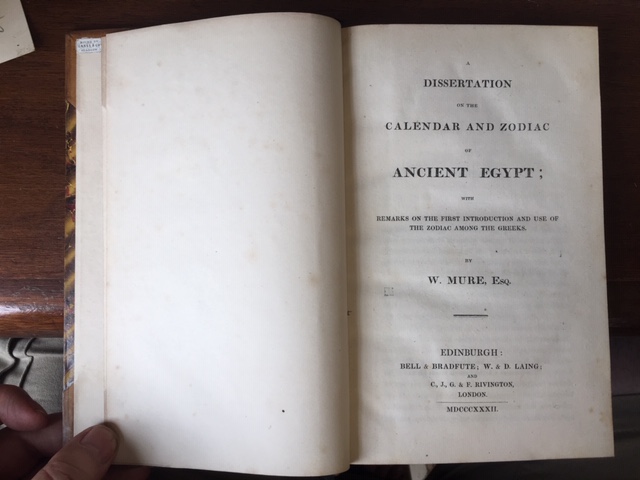 A
DISSERTATION
ON THE
CALENDAR AND ZODIAC
OF
ANCIENT EGYPT;
WITH
REMARKS ON THE FIRST INTRODUCTION AND USE OF
THE ZODIAC AMONG THE GREEKS.
BY
W. MURE, ESQ.
EDINBURGH:
BELL & BRADFUTE; W. & D. LAING;
AND
C, J., G. & F. RIVINGTON,
LONDON.
MDCCCXXXII.